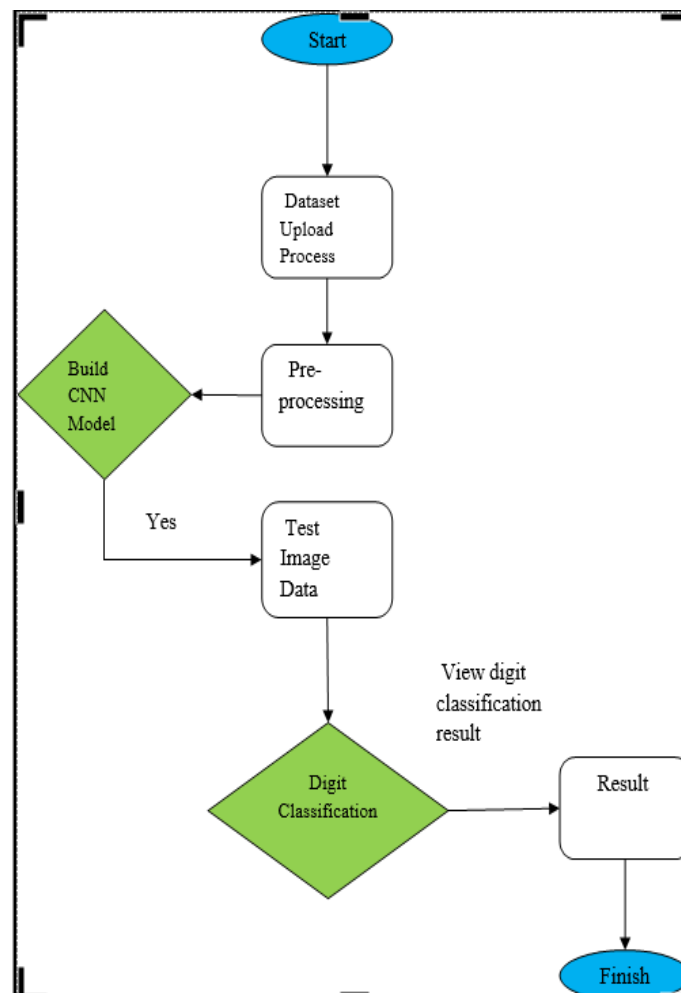 Start
Dataset
Upload
Process
Build
CNN
Model
Pre-
processing
Yes
Test
Image
Data
View digit
classification
result
Digit
Classification
Result
Finish